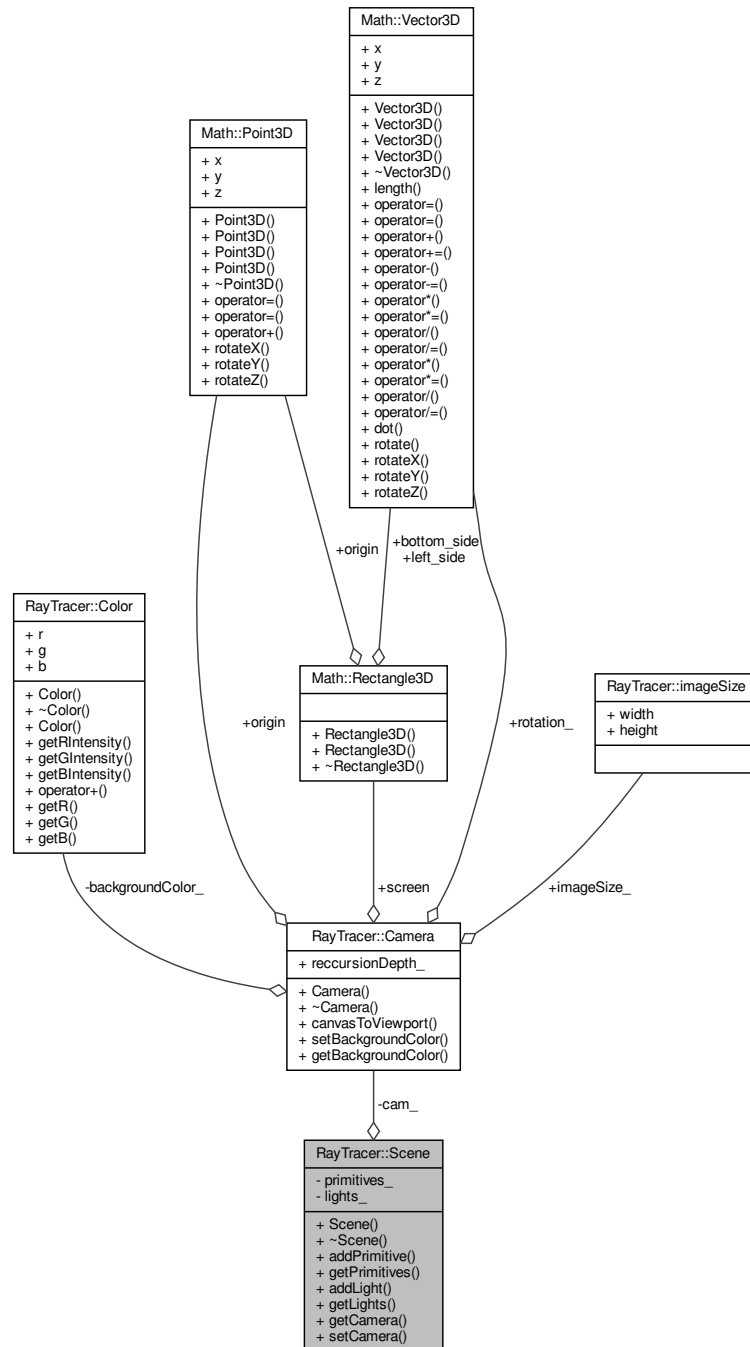 Math::Vector3D
+ x
+ y
+ z
+ Vector3D()
+ Vector3D()
+ Vector3D()
+ Vector3D()
+ ~Vector3D()
+ length()
+ operator=()
+ operator=()
+ operator+()
+ operator+=()
+ operator-()
+ operator-=()
+ operator*()
+ operator*=()
+ operator/()
+ operator/=()
+ operator*()
+ operator*=()
+ operator/()
+ operator/=()
+ dot()
+ rotate()
+ rotateX()
+ rotateY()
+ rotateZ()
Math::Point3D
+ x
+ y
+ z
+ Point3D()
+ Point3D()
+ Point3D()
+ Point3D()
+ ~Point3D()
+ operator=()
+ operator=()
+ operator+()
+ rotateX()
+ rotateY()
+ rotateZ()
+origin
+bottom_side
+left_side
RayTracer::Color
+ r
+ g
+ b
+ Color()
+ ~Color()
+ Color()
+ getRIntensity()
+ getGIntensity()
+ getBIntensity()
+ operator+()
+ getR()
+ getG()
+ getB()
+origin
Math::Rectangle3D
+ Rectangle3D()
+ Rectangle3D()
+ ~Rectangle3D()
+rotation_
RayTracer::imageSize
+ width
+ height
-backgroundColor_
+screen
+imageSize_
RayTracer::Camera
+ reccursionDepth_
+ Camera()
+ ~Camera()
+ canvasToViewport()
+ setBackgroundColor()
+ getBackgroundColor()
-cam_
RayTracer::Scene
- primitives_
- lights_
+ Scene()
+ ~Scene()
+ addPrimitive()
+ getPrimitives()
+ addLight()
+ getLights()
+ getCamera()
+ setCamera()